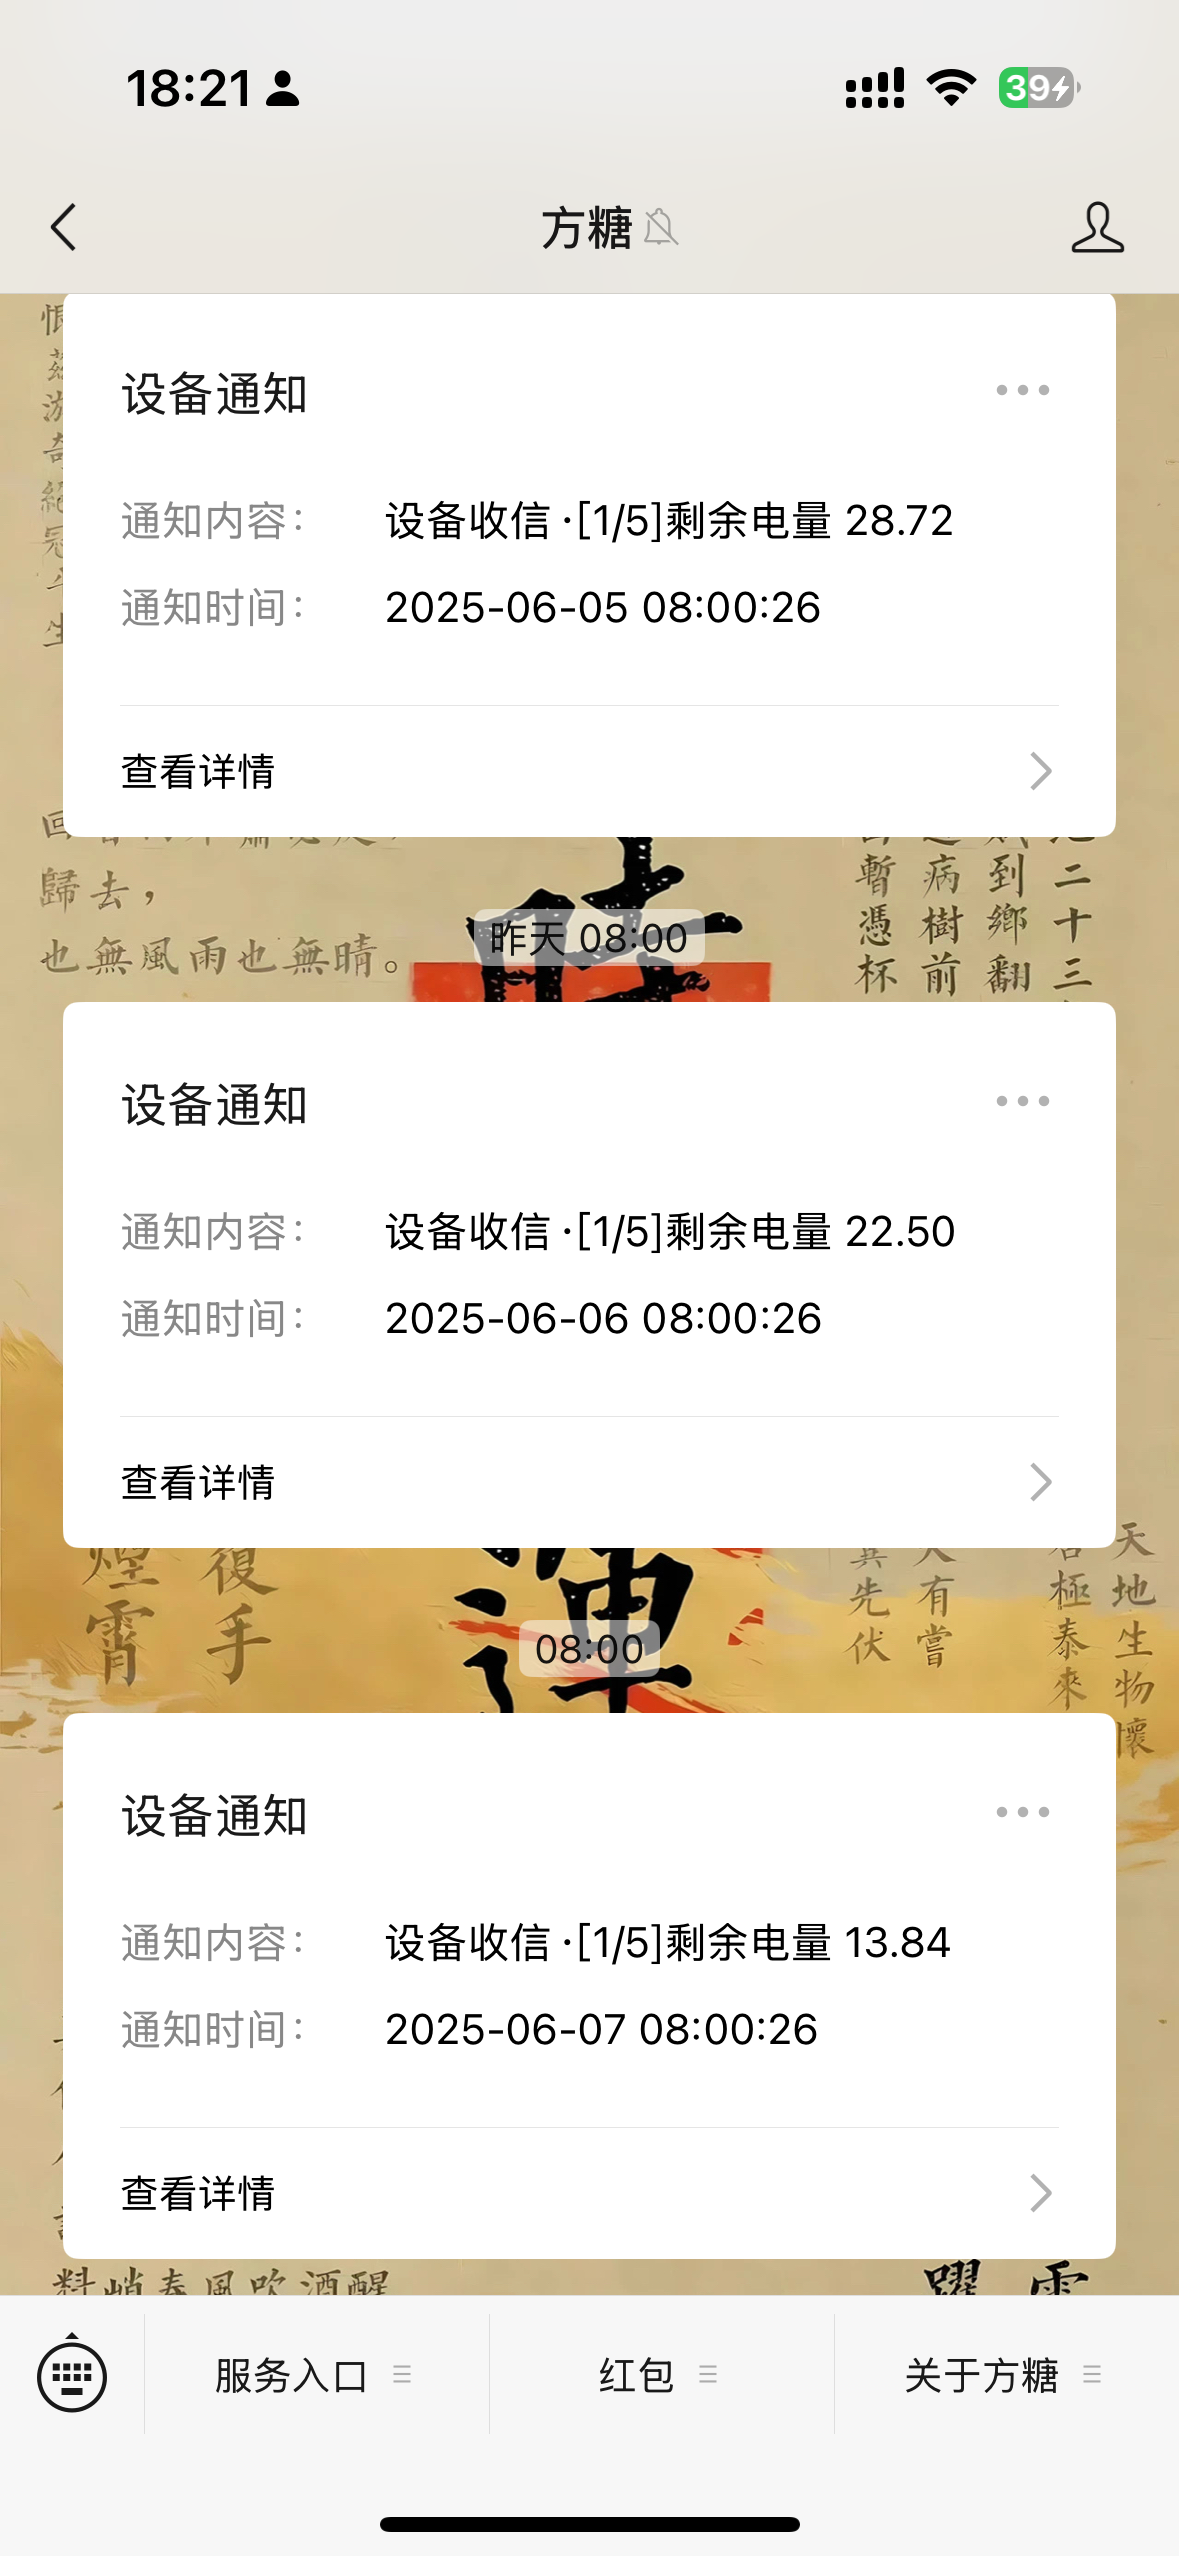 18:21
39
方糖
恨
游
奇
絕
冠
生
设备通知
通知内容: 设备收信 ·[1/5]剩余电量 28.72
通知时间: 2025-06-05 08:00:26
查看详情
歸去，
也無風雨也無晴。
暫 病 到 二
憑 樹 鄉 十
杯 前 翻 三
昨天 08:00
设备通知
通知内容: 设备收信 ·[1/5]剩余电量 22.50
通知时间: 2025-06-06 08:00:26
查看详情
煙 復
霄 手
渾
先 有
伏 嘗
天
極 地
泰 生
來 物
懷
08:00
设备通知
通知内容: 设备收信 ·[1/5]剩余电量 13.84
通知时间: 2025-06-07 08:00:26
查看详情
料峭春風吹酒醒
服务入口
红包
关于方糖